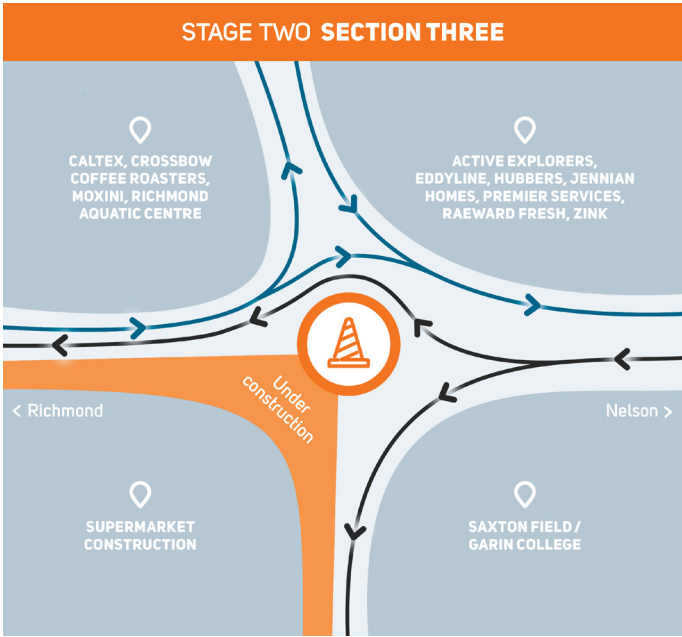 STAGE TWO SECTION THREE
CALTEX, CROSSBOW
COFFEE ROASTERS,
MOXINI, RICHMOND
AQUATIC CENTRE
ACTIVE EXPLORERS,
EDDYLINE, HUBBERS, JENNIAN
HOMES, PREMIER SERVICES,
RAEWARD FRESH, ZINK
Under
construction
< Richmond
Nelson >
SUPERMARKET
CONSTRUCTION
SAXTON FIELD /
GARIN COLLEGE